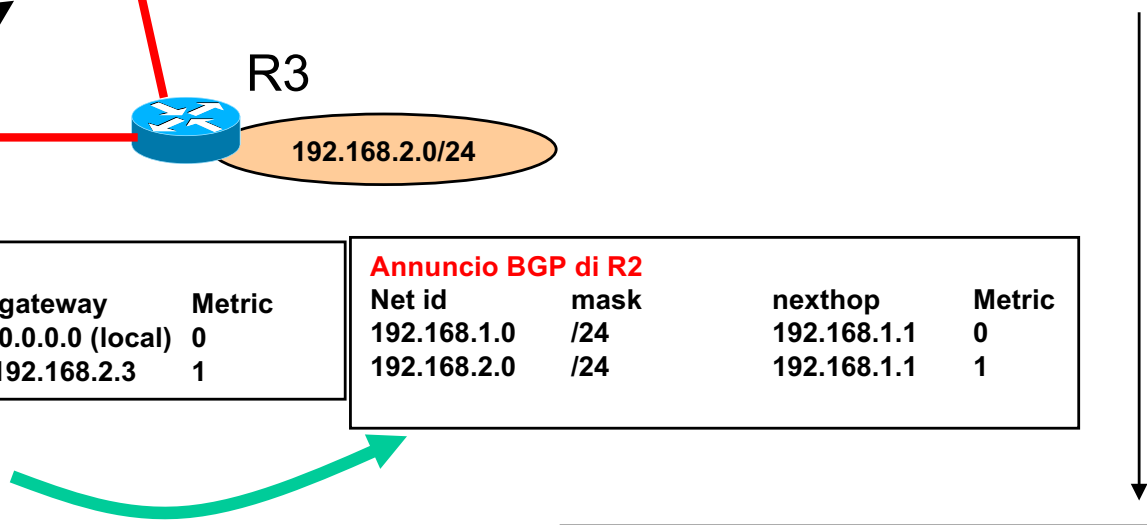 R3
192.168.2.0/24
gateway Metric
0.0.0.0 (local) 0
192.168.2.3 1
Annuncio BGP di R2
Net id mask nexthop Metric
192.168.1.0 /24 192.168.1.1 0
192.168.2.0 /24 192.168.1.1 1